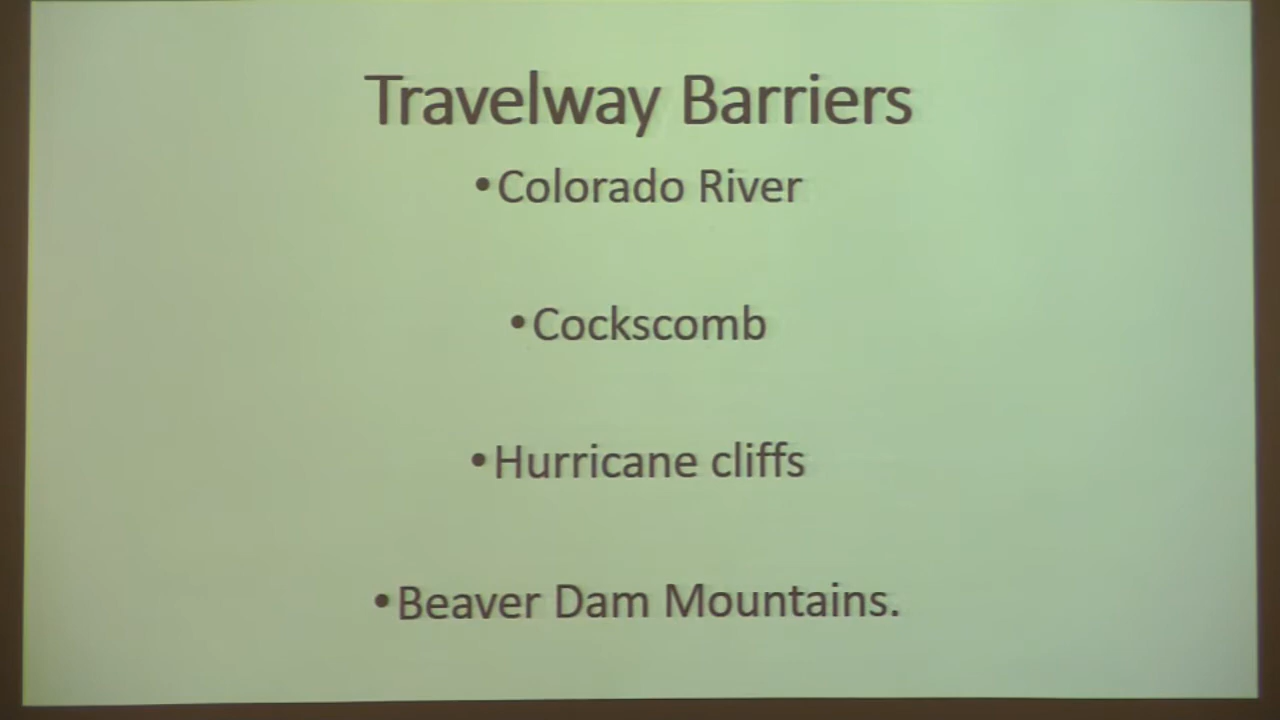 Travelway Barriers
•Colorado River
•Cockscomb
•Hurricane cliffs
•Beaver Dam Mountains.